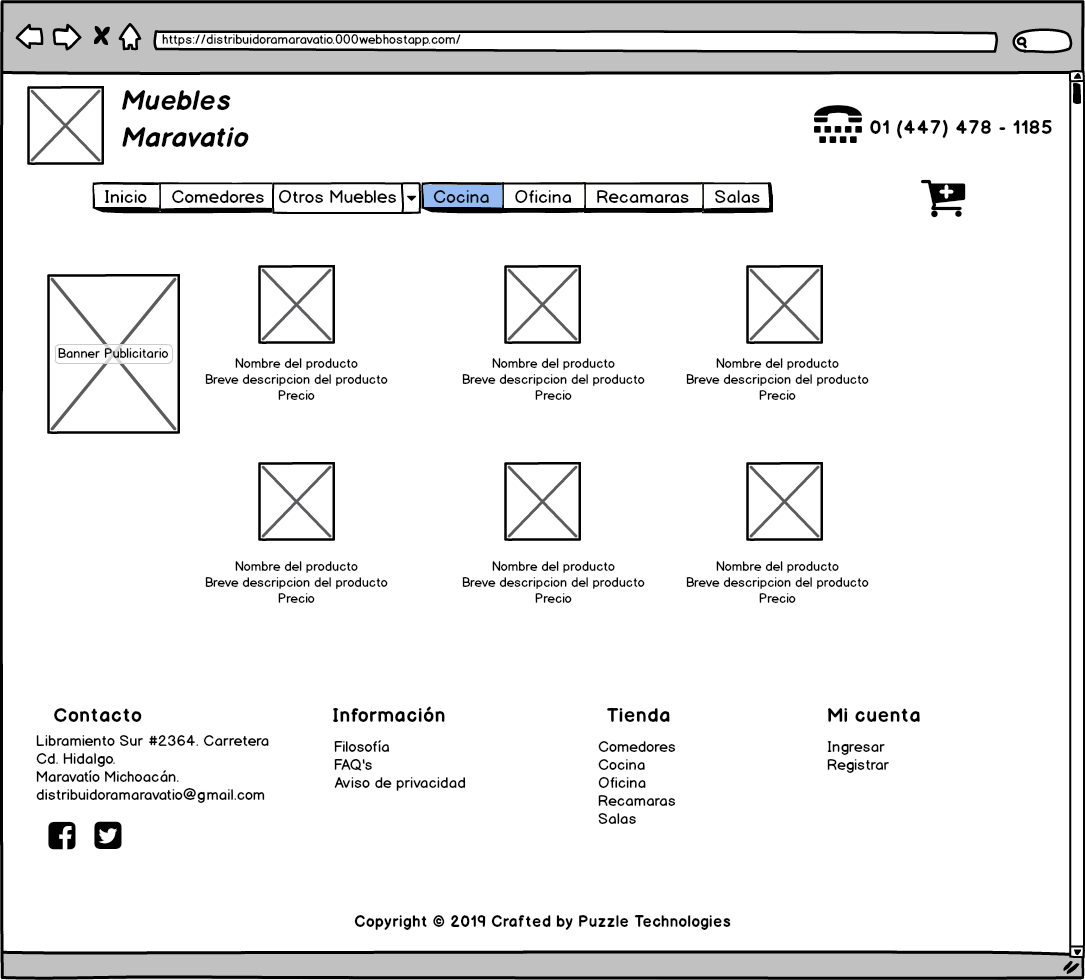 https://distribuidoramaravatio.000webhostapp.com/
Muebles
Maravatio
01 (447) 478 - 1185
Inicio Comedores Otros Muebles Cocina Oficina Recamaras Salas
Banner Publicitario
Nombre del producto
Breve descripcion del producto
Precio
Nombre del producto
Breve descripcion del producto
Precio
Nombre del producto
Breve descripcion del producto
Precio
Nombre del producto
Breve descripcion del producto
Precio
Nombre del producto
Breve descripcion del producto
Precio
Nombre del producto
Breve descripcion del producto
Precio
Contacto
Libramiento Sur #2364. Carretera
Cd. Hidalgo.
Maravatío Michoacán.
distribuidoramaravatio@gmail.com
Información
Filosofía
FAQ's
Aviso de privacidad
Tienda
Comedores
Cocina
Oficina
Recamaras
Salas
Mi cuenta
Ingresar
Registrar
Copyright © 2019 Crafted by Puzzle Technologies